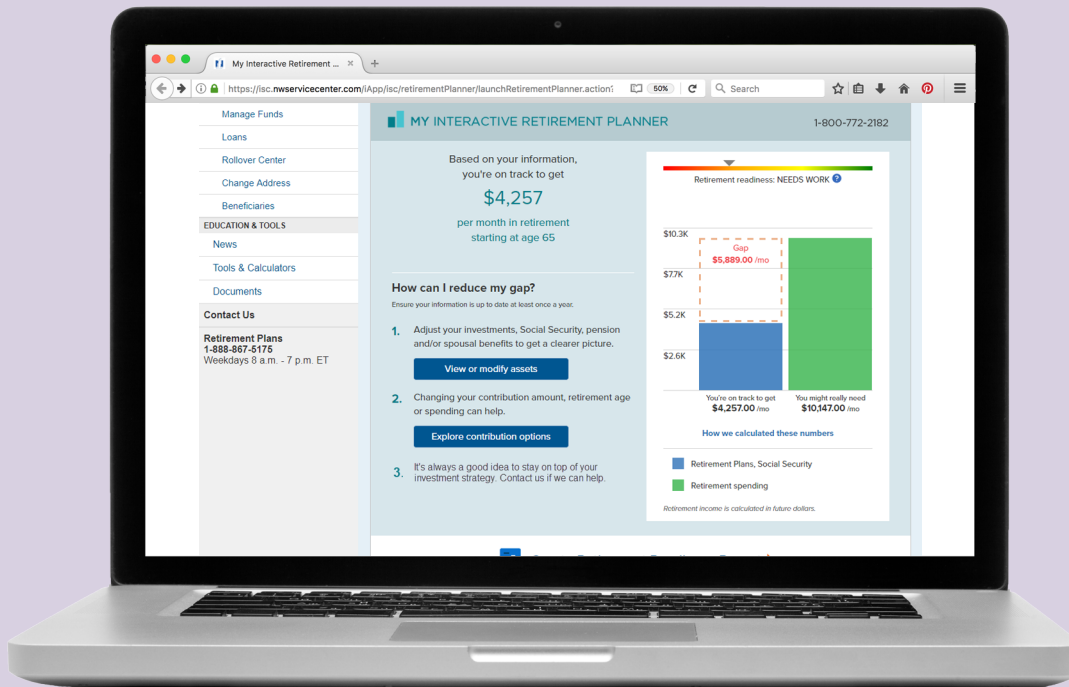 My Interactive Retirement ...
https://isc.nwservicecenter.com/iApp/isc/retirementPlanner/launchRetirementPlanner.action?
50%
Search
Manage Funds
Loans
Rollover Center
Change Address
Beneficiaries
EDUCATION & TOOLS
News
Tools & Calculators
Documents
Contact Us
Retirement Plans
1-888-867-5175
Weekdays 8 a.m. - 7 p.m. ET
MY INTERACTIVE RETIREMENT PLANNER
1-800-772-2182
Based on your information,
you're on track to get
$4,257
per month in retirement
starting at age 65
How can I reduce my gap?
Ensure your information is up to date at least once a year.
1. Adjust your investments, Social Security, pension
and/or spousal benefits to get a clearer picture.
View or modify assets
2. Changing your contribution amount, retirement age
or spending can help.
Explore contribution options
3. It's always a good idea to stay on top of your
investment strategy. Contact us if we can help.
Retirement readiness: NEEDS WORK ?
$10.3K
Gap
$5,889.00 /mo
$7.7K
$5.2K
$2.6K
You're on track to get
$4,257.00 /mo
You might really need
$10,147.00 /mo
How we calculated these numbers
Retirement Plans, Social Security
Retirement spending
Retirement income is calculated in future dollars.